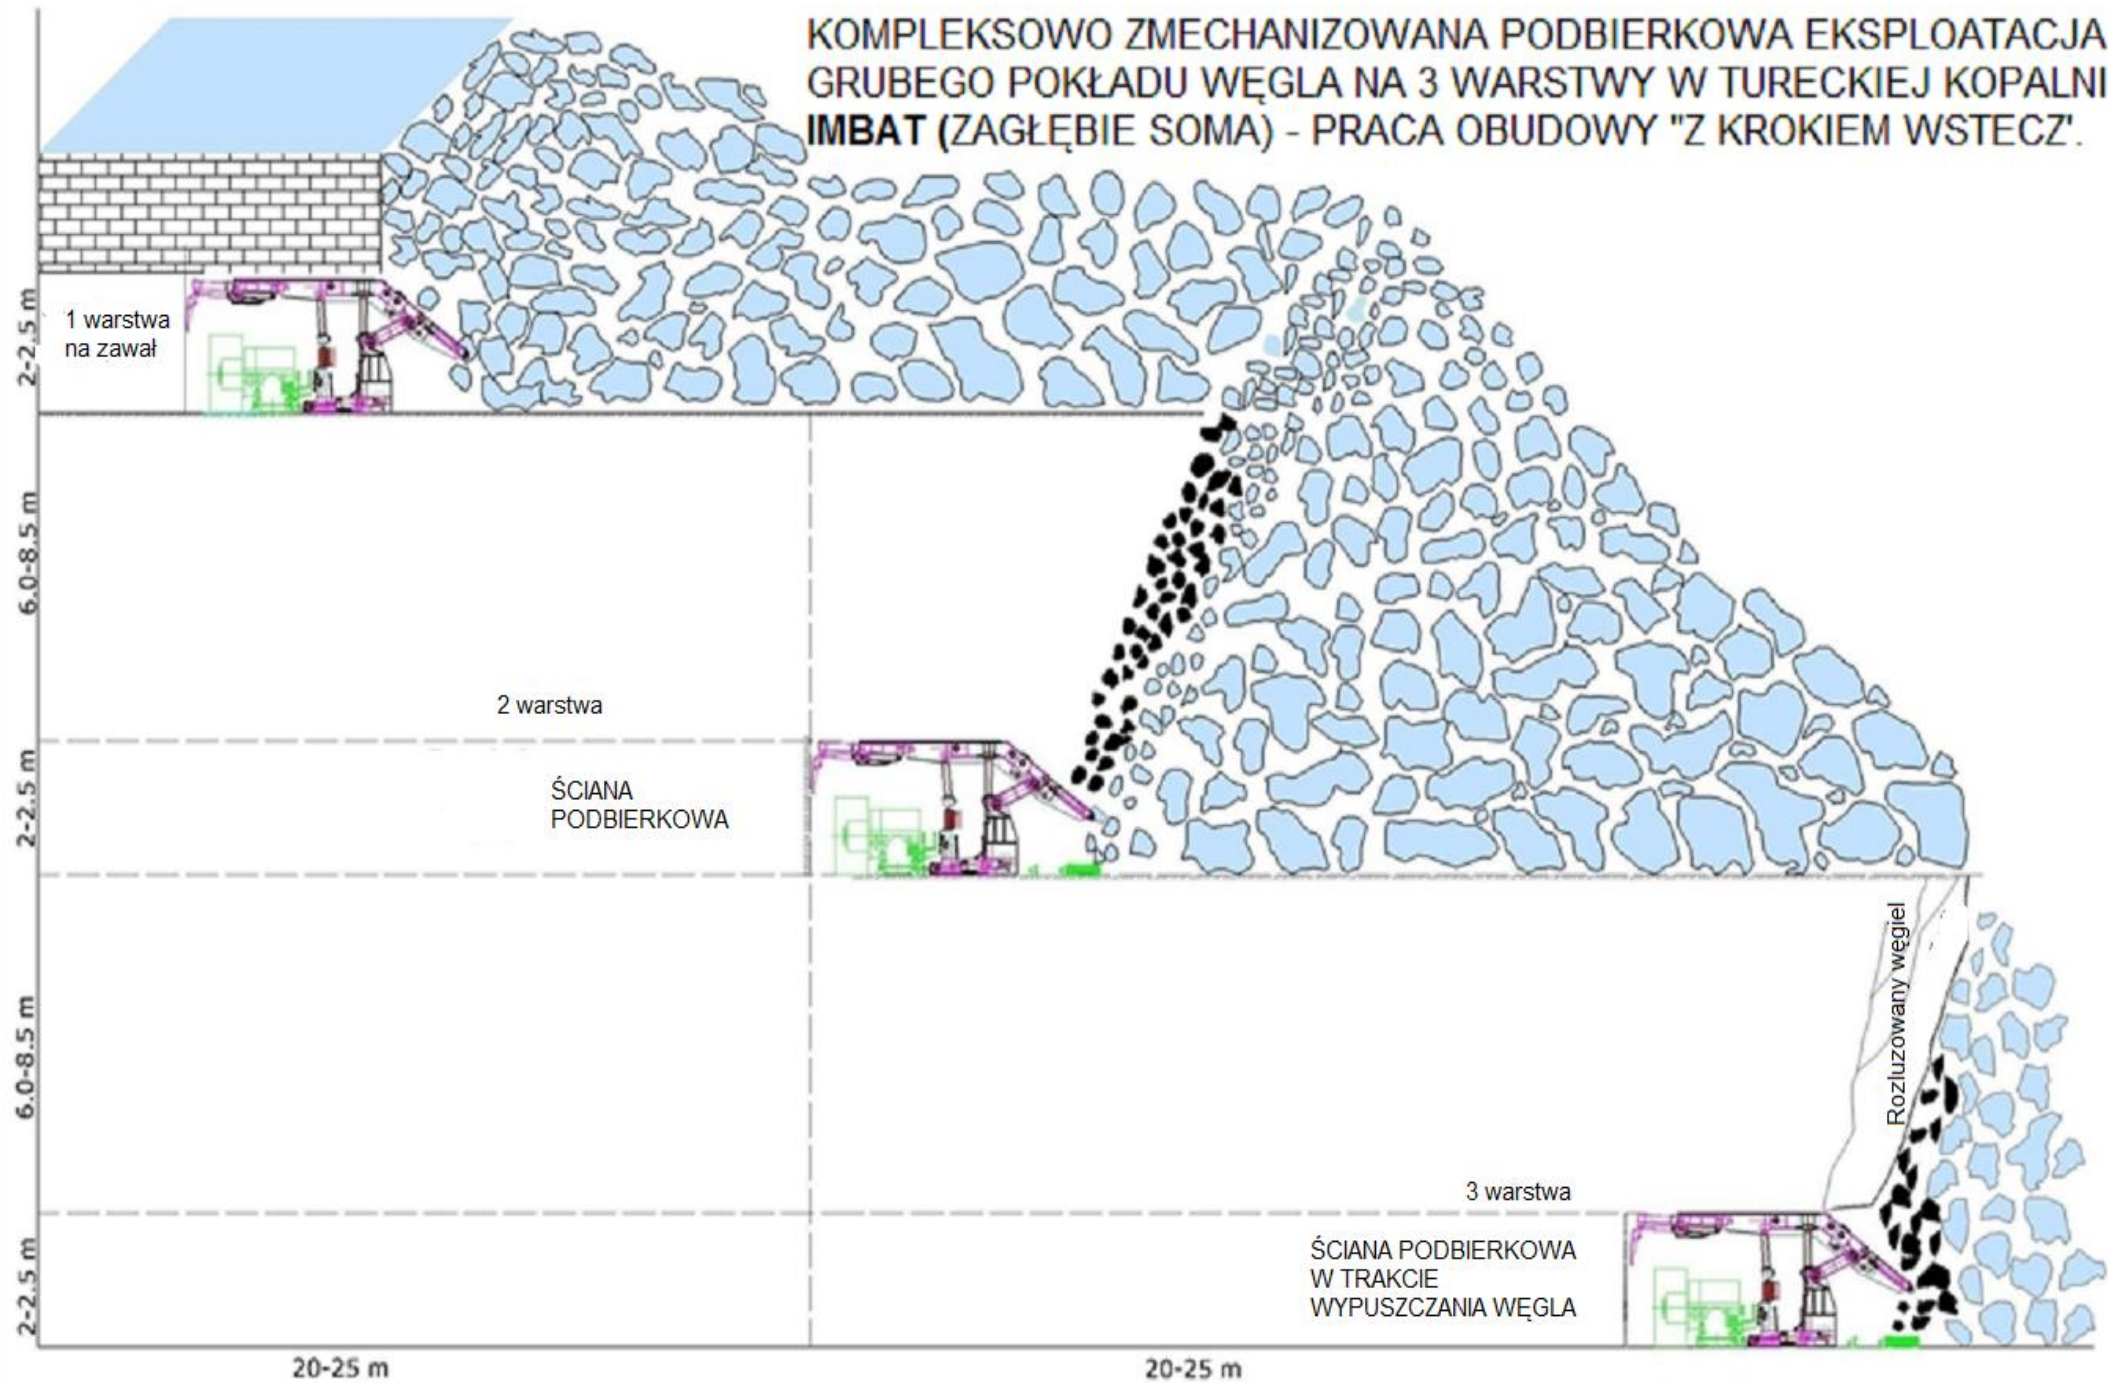 KOMPLEKSOWO ZMECHANIZOWANA PODBIERKOWA EKSPLOATACJA
GRUBEGO POKŁADU WĘGLA NA 3 WARSTWY W TURECKIEJ KOPALNI
IMBAT (ZAGŁĘBIE SOMA) - PRACA OBUDOWY "Z KROKIEM WSTECZ'.
2-2.5 m
1 warstwa
na zawał
6.0-8.5 m
2 warstwa
2-2.5 m
ŚCIANA
PODBIERKOWA
6.0-8.5 m
Rozluzowany węgiel
3 warstwa
2-2.5 m
ŚCIANA PODBIERKOWA
W TRAKCIE
WYPUSZCZANIA WĘGLA
20-25 m
20-25 m